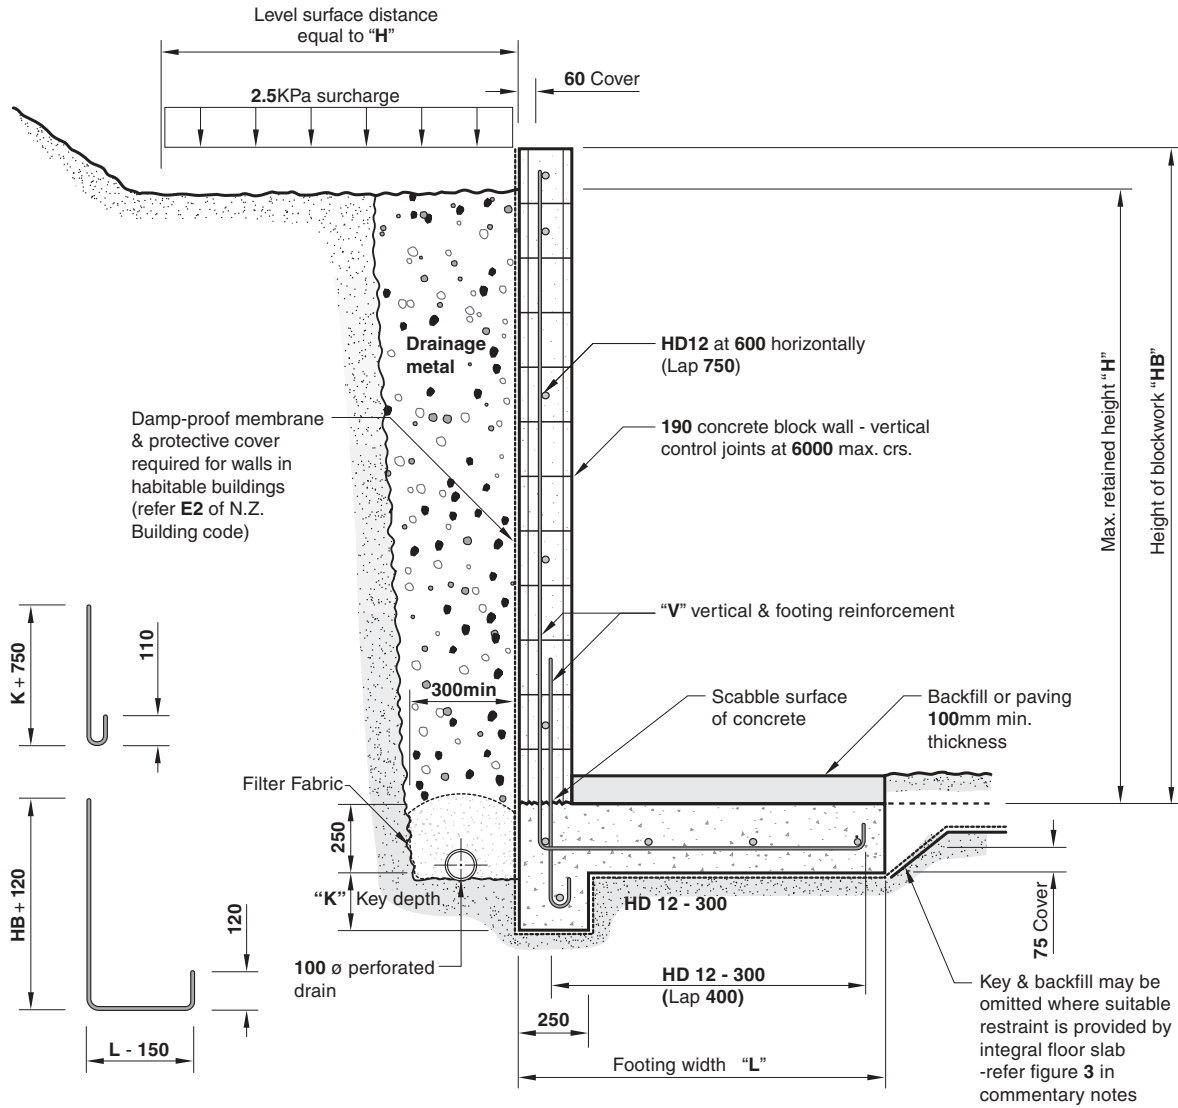 Level surface distance
equal to “H”
60 Cover
2.5KPa surcharge
Drainage
metal
HD12 at 600 horizontally
(Lap 750)
190 concrete block wall - vertical
control joints at 6000 max. crs.
Damp-proof membrane
& protective cover
required for walls in
habitable buildings
(refer E2 of N.Z.
Building code)
Max. retained height “H”
Height of blockwork “HB”
“V” vertical & footing reinforcement
K + 750
110
300min
Scabble surface
of concrete
Backfill or paving
100mm min.
thickness
Filter Fabric
250
“K” Key depth
HD 12 - 300
HB + 120
120
L - 150
100 ø perforated
drain
HD 12 - 300
(Lap 400)
250
Footing width “L”
75 Cover
Key & backfill may be
omitted where suitable
restraint is provided by
integral floor slab
-refer figure 3 in
commentary notes